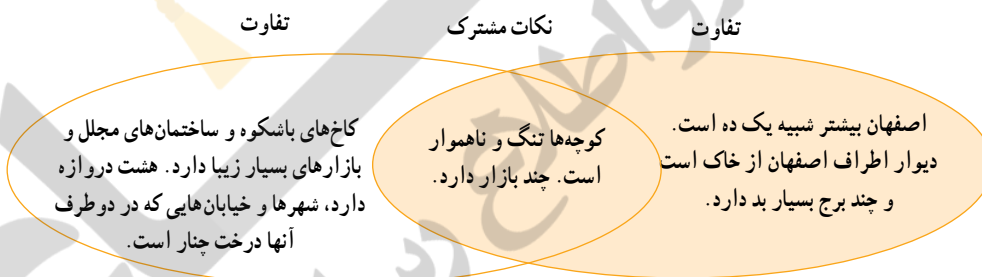 تفاوت
نکات مشترک
تفاوت
اصفهان بیشتر شبیه یک ده است.
دیوار اطراف اصفهان از خاک است
و چند برج بسیار بد دارد.
کوچه‌ها تنگ و ناهموار
است. چند بازار دارد.
کاخ‌های باشکوه و ساختمان‌های مجلل و
بازارهای بسیار زیبا دارد. هشت دروازه
دارد، شهرها و خیابان‌هایی که در دو طرف
آنها درخت چنار است.